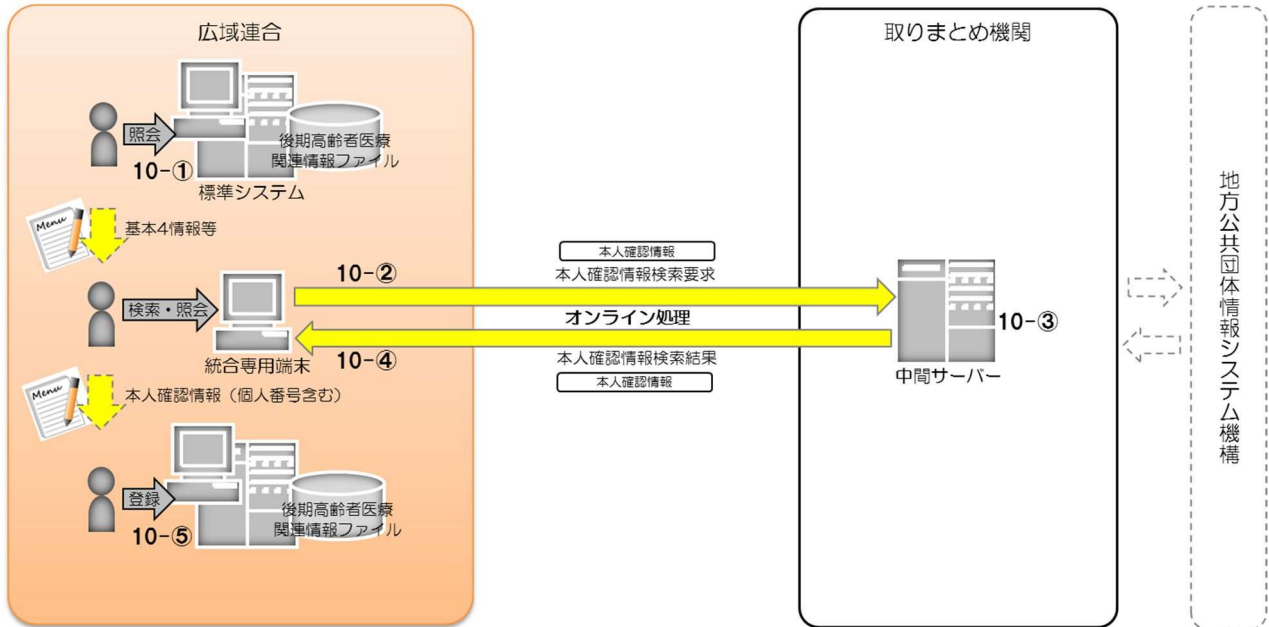 広域連合
取りまとめ機関
照会
10-①
後期高齢者医療
関連情報ファイル
標準システム
Menu
基本4情報等
検索・照会
統合専用端末
10-②
本人確認情報
本人確認情報検索要求
オンライン処理
10-④
本人確認情報検索結果
本人確認情報
10-③
中間サーバー
地方公共団体情報システム機構
Menu
本人確認情報（個人番号含む）
登録
10-⑤
後期高齢者医療
関連情報ファイル